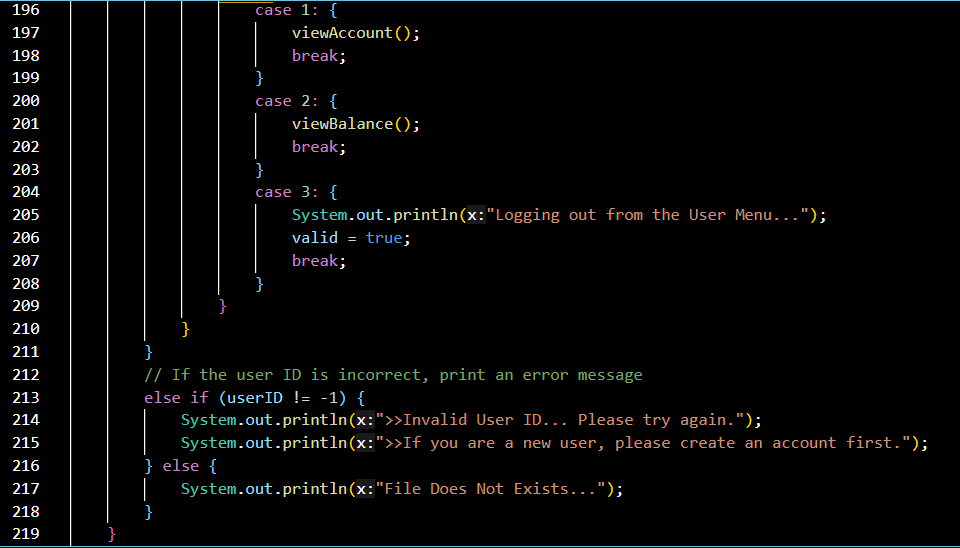 196                     case 1: {
197                         viewAccount();
198                         break;
199                     }
200                     case 2: {
201                         viewBalance();
202                         break;
203                     }
204                     case 3: {
205                         System.out.println(x:"Logging out from the User Menu...");
206                         valid = true;
207                         break;
208                     }
209                 }
210             }
211         }
212         // If the user ID is incorrect, print an error message
213         else if (userID != -1) {
214             System.out.println(x:">>Invalid User ID... Please try again.");
215             System.out.println(x:">>If you are a new user, please create an account first.");
216         } else {
217             System.out.println(x:"File Does Not Exists...");
218         }
219     }